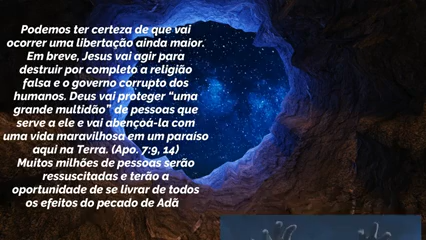 Podemos ter certeza de que vai
ocorrer uma libertação ainda maior.
Em breve, Jesus vai agir para
destruir por completo a religião
falsa e o governo corrupto dos
humanos. Deus vai proteger “uma
grande multidão” de pessoas que
serve a ele e vai abençoá-la com
uma vida maravilhosa em um paraíso
aqui na Terra. (Apo. 7:9, 14)
Muitos milhões de pessoas serão
ressuscitadas e terão a
oportunidade de se livrar de todos
os efeitos do pecado de Adã